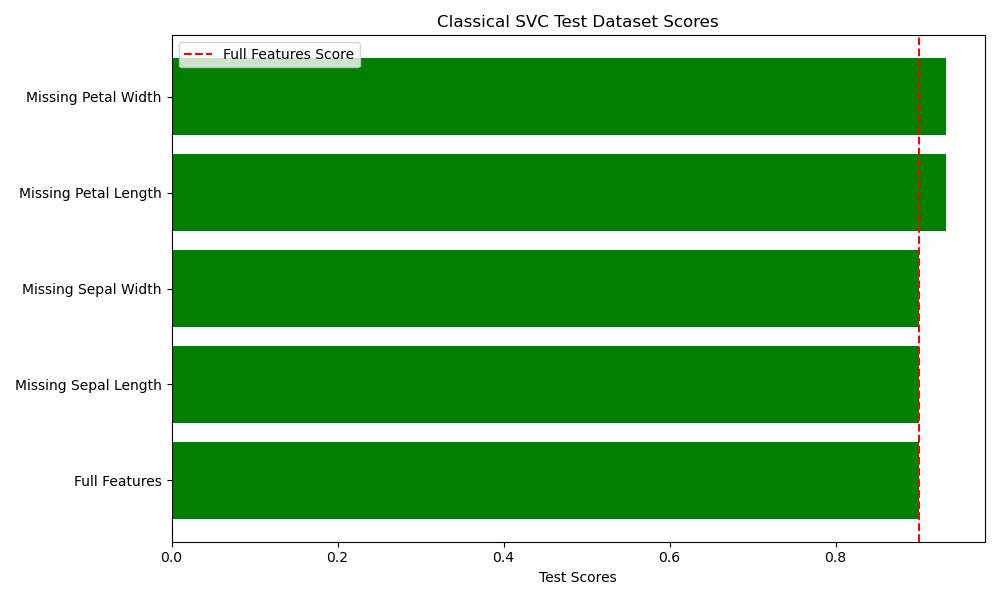 Classical SVC Test Dataset Scores
Full Features Score
Missing Petal Width
Missing Petal Length
Missing Sepal Width
Missing Sepal Length
Full Features
0.0 0.2 0.4 0.6 0.8
Test Scores